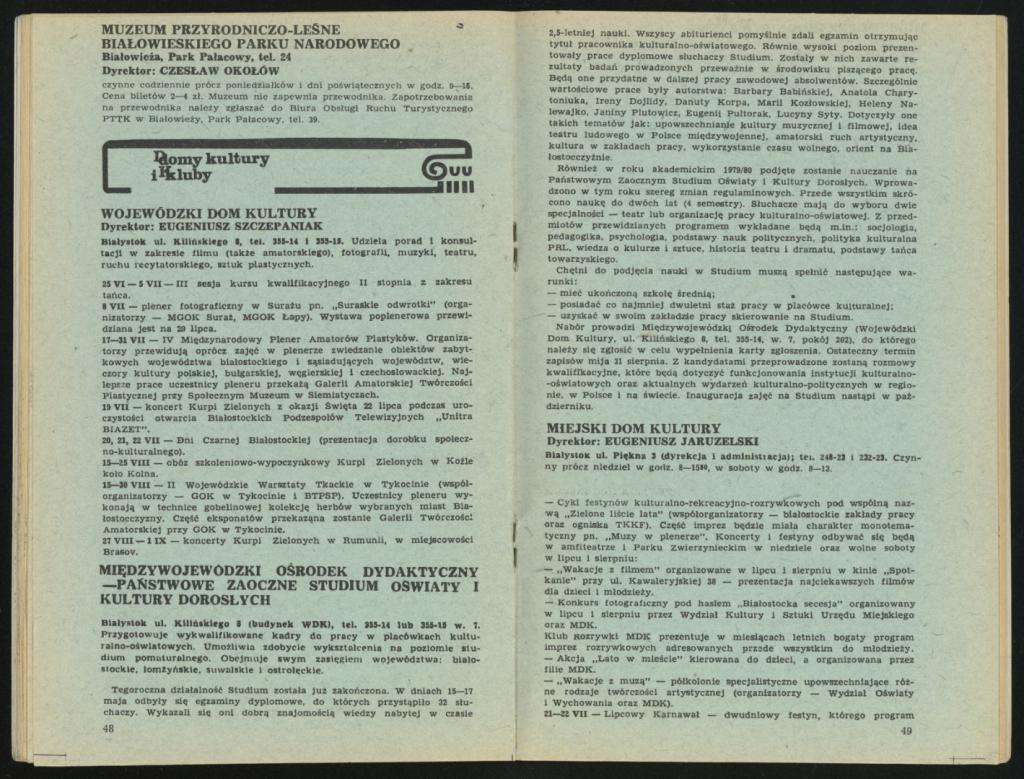 MUZEUM PRZYRODNICZO-LEŚNE
BIAŁOWIESKIEGO PARKU NARODOWEGO
Białowieża, Park Pałacowy, tel. 24
Dyrektor: CZESŁAW OKOŁÓW
czynne codziennie prócz poniedziałków i dni poświątecznych w godz. 9—16.
Cena biletów 2—4 zł. Muzeum nie zapewnia przewodnika. Zapotrzebowania
na przewodnika należy zgłaszać do Biura Obsługi Ruchu Turystycznego
PTTK w Białowieży, Park Pałacowy, tel. 39.
Domy kultury
i kluby
WOJEWÓDZKI DOM KULTURY
Dyrektor: EUGENIUSZ SZCZEPANIAK
Białystok ul. Kilińskiego 8, tel. 355-14 i 355-15. Udziela porad i konsul-
tacji w zakresie filmu (także amatorskiego), fotografii, muzyki, teatru,
ruchu recytatorskiego, sztuk plastycznych.
25 VI — 5 VII — III sesja kursu kwalifikacyjnego II stopnia z zakresu
tańca.
8 VII — plener fotograficzny w Surażu pn. „Suraskie odwrotki" (orga-
nizatorzy — MGOK Suraż, MGOK Łapy). Wystawa poplenerowa przewi-
dziana jest na 29 lipca.
17—31 VII — IV Międzynarodowy Plener Amatorów Plastyków. Organiza-
torzy przewidują oprócz zajęć w plenerze zwiedzanie obiektów zabyt-
kowych województwa białostockiego i sąsiadujących województw, wie-
czory kultury polskiej, bułgarskiej, węgierskiej i czechosłowackiej. Naj-
lepsze prace uczestnicy pleneru przekażą Galerii Amatorskiej Twórczości
Plastycznej przy Społecznym Muzeum w Siemiatyczach.
19 VII — koncert Kurpi Zielonych z okazji Święta 22 lipca podczas uro-
czystości otwarcia Białostockich Podzespołów Telewizyjnych „Unitra
BIAZET".
20, 21, 22 VII — Dni Czarnej Białostockiej (prezentacja dorobku społecz-
no-kulturalnego).
15—25 VIII — obóz szkoleniowo-wypoczynkowy Kurpi Zielonych w Koźle
koło Kolna.
15—30 VIII — II Wojewódzkie Warsztaty Tkackie w Tykocinie (współ-
organizatorzy — GOK w Tykocinie i BTPSP). Uczestnicy pleneru wy-
konają w technice gobelinowej kolekcję herbów wybranych miast Bia-
łostocczyzny. Część eksponatów przekazana zostanie Galerii Twórczości
Amatorskiej przy GOK w Tykocinie.
27 VIII — 1 IX — koncerty Kurpi Zielonych w Rumunii, w miejscowości
Brasov.
MIĘDZYWOJEWÓDZKI OŚRODEK DYDAKTYCZNY
—PAŃSTWOWE ZAOCZNE STUDIUM OŚWIATY I
KULTURY DOROSŁYCH
Białystok ul. Kilińskiego 8 (budynek WDK), tel. 355-14 lub 355-15 w. 7.
Przygotowuje wykwalifikowane kadry do pracy w placówkach kultu-
ralno-oświatowych. Umożliwia zdobycie wykształcenia na poziomie stu-
dium pomaturalnego. Obejmuje swym zasięgiem województwa: biało-
stockie, łomżyńskie, suwalskie i ostrołęckie.
Tegoroczna działalność Studium została już zakończona. W dniach 15—17
maja odbyły się egzaminy dyplomowe, do których przystąpiło 32 słu-
chaczy. Wykazali się oni dobrą znajomością wiedzy nabytej w czasie
48
2,5-letniej nauki. Wszyscy abiturienci pomyślnie zdali egzamin otrzymując
tytuł pracownika kulturalno-oświatowego. Równie wysoki poziom prezen-
towały prace dyplomowe słuchaczy Studium. Zostały w nich zawarte re-
zultaty badań prowadzonych przeważnie w środowisku piszącego pracę.
Będą one przydatne w dalszej pracy zawodowej absolwentów. Szczególnie
wartościowe prace były autorstwa: Barbary Babińskiej, Anatola Chary-
toniuka, Ireny Dojlidy, Danuty Korpa, Marii Kozłowskiej, Heleny Na-
lewajko, Janiny Plutowicz, Eugenii Pułtorak, Lucyny Syty. Dotyczyły one
takich tematów jak: upowszechnianie kultury muzycznej i filmowej, idea
teatru ludowego w Polsce międzywojennej, amatorski ruch artystyczny,
kultura w zakładach pracy, wykorzystanie czasu wolnego, orient na Bia-
łostocczyźnie.
Również w roku akademickim 1979/80 podjęte zostanie nauczanie na
Państwowym Zaocznym Studium Oświaty i Kultury Dorosłych. Wprowa-
dzono w tym roku szereg zmian regulaminowych. Przede wszystkim skró-
cono naukę do dwóch lat (4 semestry). Słuchacze mają do wyboru dwie
specjalności — teatr lub organizację pracy kulturalno-oświatowej. Z przed-
miotów przewidzianych programem wykładane będą m.in.: socjologia,
pedagogika, psychologia, podstawy nauk politycznych, polityka kulturalna
PRL, wiedza o kulurze i sztuce, historia teatru i dramatu, podstawy tańca
towarzyskiego.
Chętni do podjęcia nauki w Studium muszą spełnić następujące wa-
runki:
— mieć ukończoną szkołę średnią;
— posiadać co najmniej dwuletni staż pracy w placówce kulturalnej;
— uzyskać w swoim zakładzie pracy skierowanie na Studium.
Nabór prowadzi Międzywojewódzki Ośrodek Dydaktyczny (Wojewódzki
Dom Kultury, ul. Kilińskiego 8, tel. 355-14, w. 7, pokój 202), do którego
należy się zgłosić w celu wypełnienia karty zgłoszenia. Ostateczny termin
zapisów mija 31 sierpnia. Z kandydatami przeprowadzone zostaną rozmowy
kwalifikacyjne, które będą dotyczyć funkcjonowania instytucji kulturalno-
-oświatowych oraz aktualnych wydarzeń kulturalno-politycznych w regio-
nie, w Polsce i na świecie. Inauguracja zajęć na Studium nastąpi w paź-
dzierniku.
MIEJSKI DOM KULTURY
Dyrektor: EUGENIUSZ JARUZELSKI
Białystok ul. Piękna 3 (dyrekcja i administracja); tel. 248-23 i 232-23. Czyn-
ny prócz niedziel w godz. 8—1530, w soboty w godz. 8—13.
— Cykl festynów kulturalno-rekreacyjno-rozrywkowych pod wspólną naz-
wą „Zielone liście lata" (współorganizatorzy — białostockie zakłady pracy
oraz ogniska TKKF). Część imprez będzie miała charakter monotema-
tyczny pn. „Muzy w plenerze". Koncerty i festyny odbywać się będą
w amfiteatrze i Parku Zwierzynieckim w niedziele oraz wolne soboty
w lipcu i sierpniu:
— „Wakacje z filmem" organizowane w lipcu i sierpniu w kinie „Spot-
kanie" przy ul. Kawaleryjskiej 38 — prezentacja najciekawszych filmów
dla dzieci i młodzieży.
— Konkurs fotograficzny pod hasłem „Białostocka secesja" organizowany
w lipcu i sierpniu przez Wydział Kultury i Sztuki Urzędu Miejskiego
oraz MDK.
Klub Rozrywki MDK prezentuje w miesiącach letnich bogaty program
imprez rozrywkowych adresowanych przede wszystkim do młodzieży.
— Akcja „Lato w mieście" kierowana do dzieci, a organizowana przez
filie MDK.
— „Wakacje z muzą" — półkolonie specjalistyczne upowszechniające róż-
ne rodzaje twórczości artystycznej (organizatorzy — Wydział Oświaty
i Wychowania oraz MDK).
21—22 VII — Lipcowy Karnawał — dwudniowy festyn, którego program
49